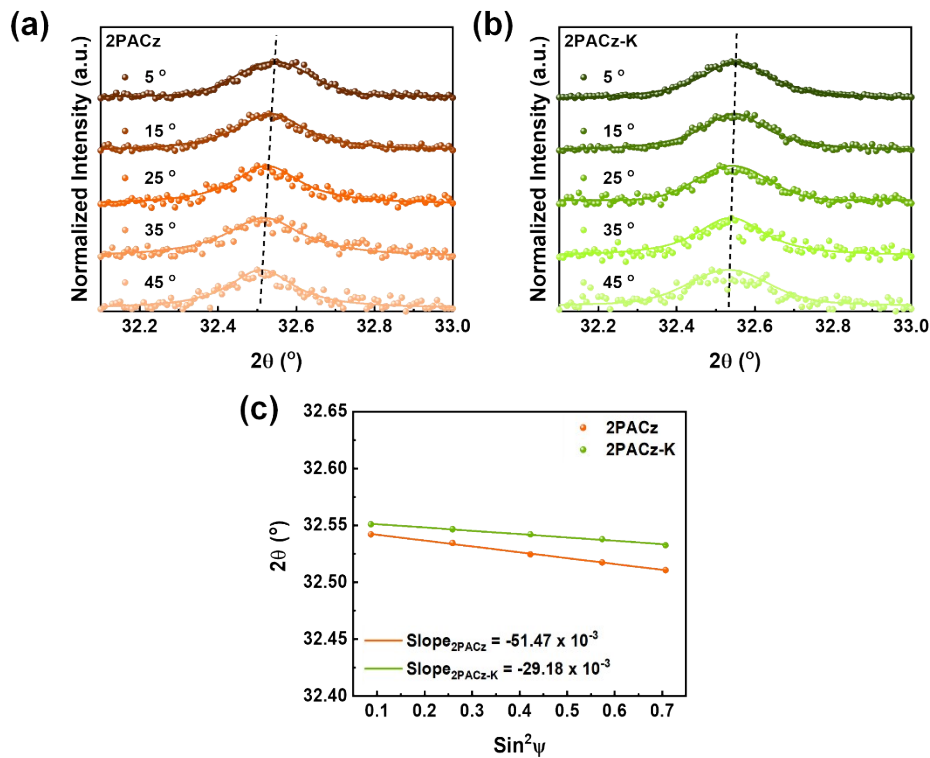 (a)
2PACz
5 °
15 °
25 °
35 °
45 °
Normalized Intensity (a.u.)
32.2 32.4 32.6 32.8 33.0
2θ (°)
(b)
2PACz-K
5 °
15 °
25 °
35 °
45 °
Normalized Intensity (a.u.)
32.2 32.4 32.6 32.8 33.0
2θ (°)
(c)
32.65
32.60
32.55
32.50
32.45
32.40
2θ (°)
2PACz
2PACz-K
Slope2PACz = -51.47 x 10-3
Slope2PACz-K = -29.18 x 10-3
0.1 0.2 0.3 0.4 0.5 0.6 0.7
Sin²ψ